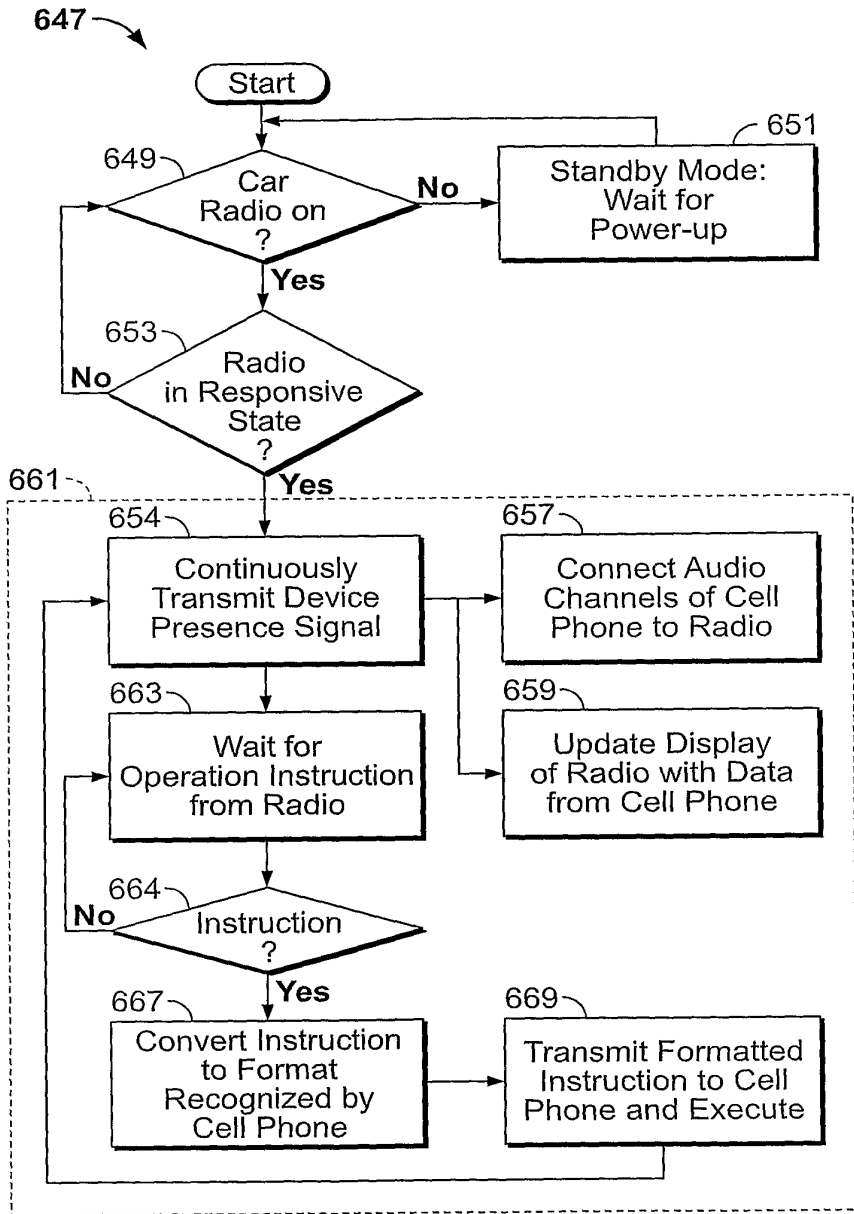 647
Start
649
Car
Radio on
?
No
651
Standby Mode:
Wait for
Power-up
Yes
653
Radio
in Responsive
State
?
No
Yes
661
654
Continuously
Transmit Device
Presence Signal
657
Connect Audio
Channels of Cell
Phone to Radio
663
Wait for
Operation Instruction
from Radio
659
Update Display
of Radio with Data
from Cell Phone
664
No
Instruction
?
Yes
667
Convert Instruction
to Format
Recognized by
Cell Phone
669
Transmit Formatted
Instruction to Cell
Phone and Execute